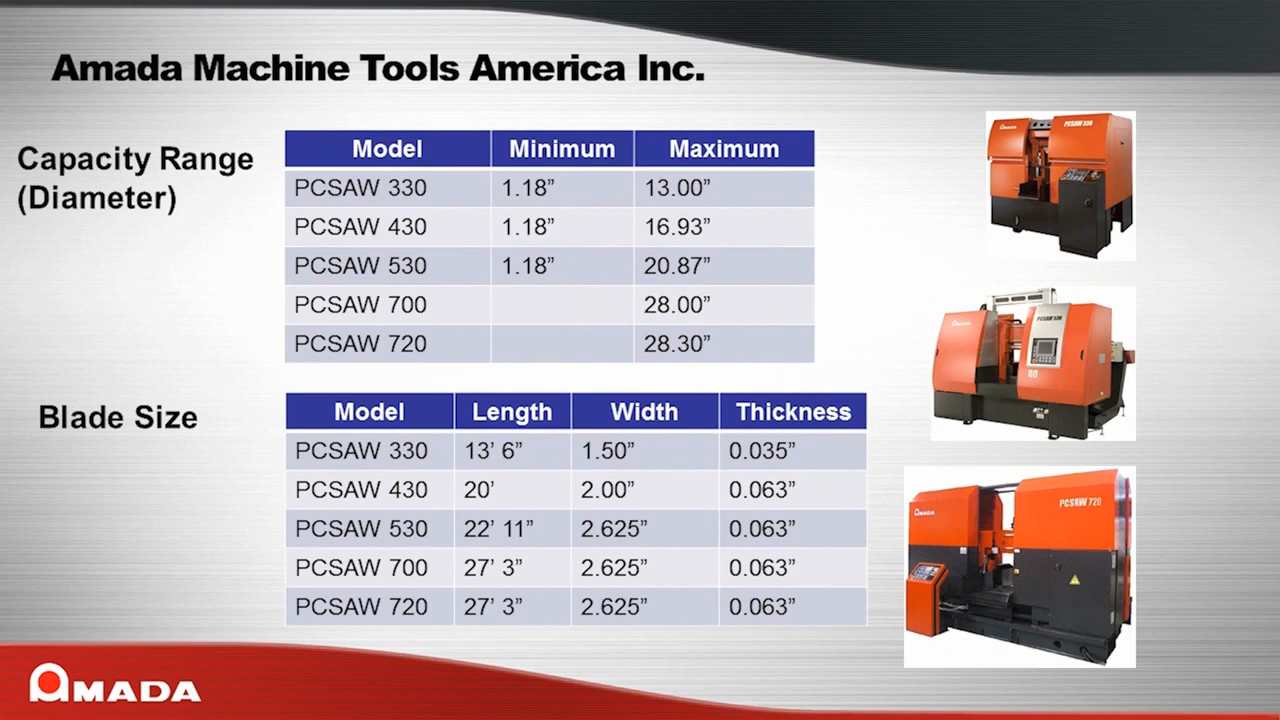 Amada Machine Tools America Inc.
Capacity Range
(Diameter)
Model Minimum Maximum
PCSAW 330 1.18” 13.00”
PCSAW 430 1.18” 16.93”
PCSAW 530 1.18” 20.87”
PCSAW 700 28.00”
PCSAW 720 28.30”
Blade Size
Model Length Width Thickness
PCSAW 330 13’ 6” 1.50” 0.035”
PCSAW 430 20’ 2.00” 0.063”
PCSAW 530 22’ 11” 2.625” 0.063”
PCSAW 700 27’ 3” 2.625” 0.063”
PCSAW 720 27’ 3” 2.625” 0.063”
AMADA PCSAW 330
AMADA
AMADA PCSAW 720
AMADA